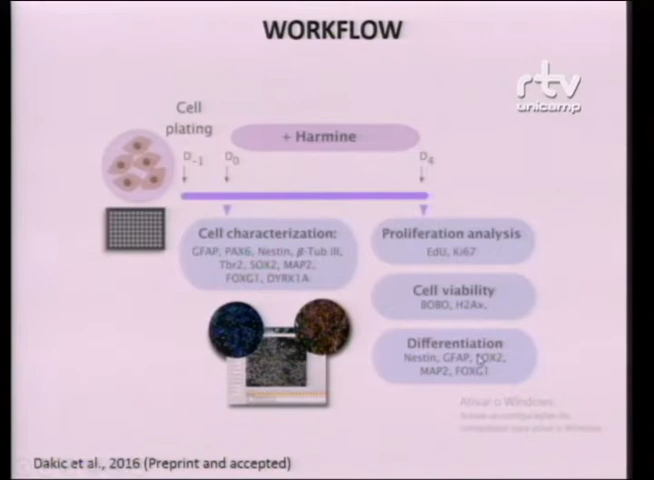 WORKFLOW
rtv
unicamp
Cell
plating
+ Harmine
D-1
D0
D4
Cell characterization:
GFAP, PAX6, Nestin, β-Tub III,
Tbr2, SOX2, MAP2,
FOXG1, DYRK1A
Proliferation analysis
EdU, Ki67
Cell viability
BOBO, H2Ax,
Differentiation
Nestin, GFAP, SOX2,
MAP2, FOXG1
Ativar o Windows
Dakic et al., 2016 (Preprint and accepted)